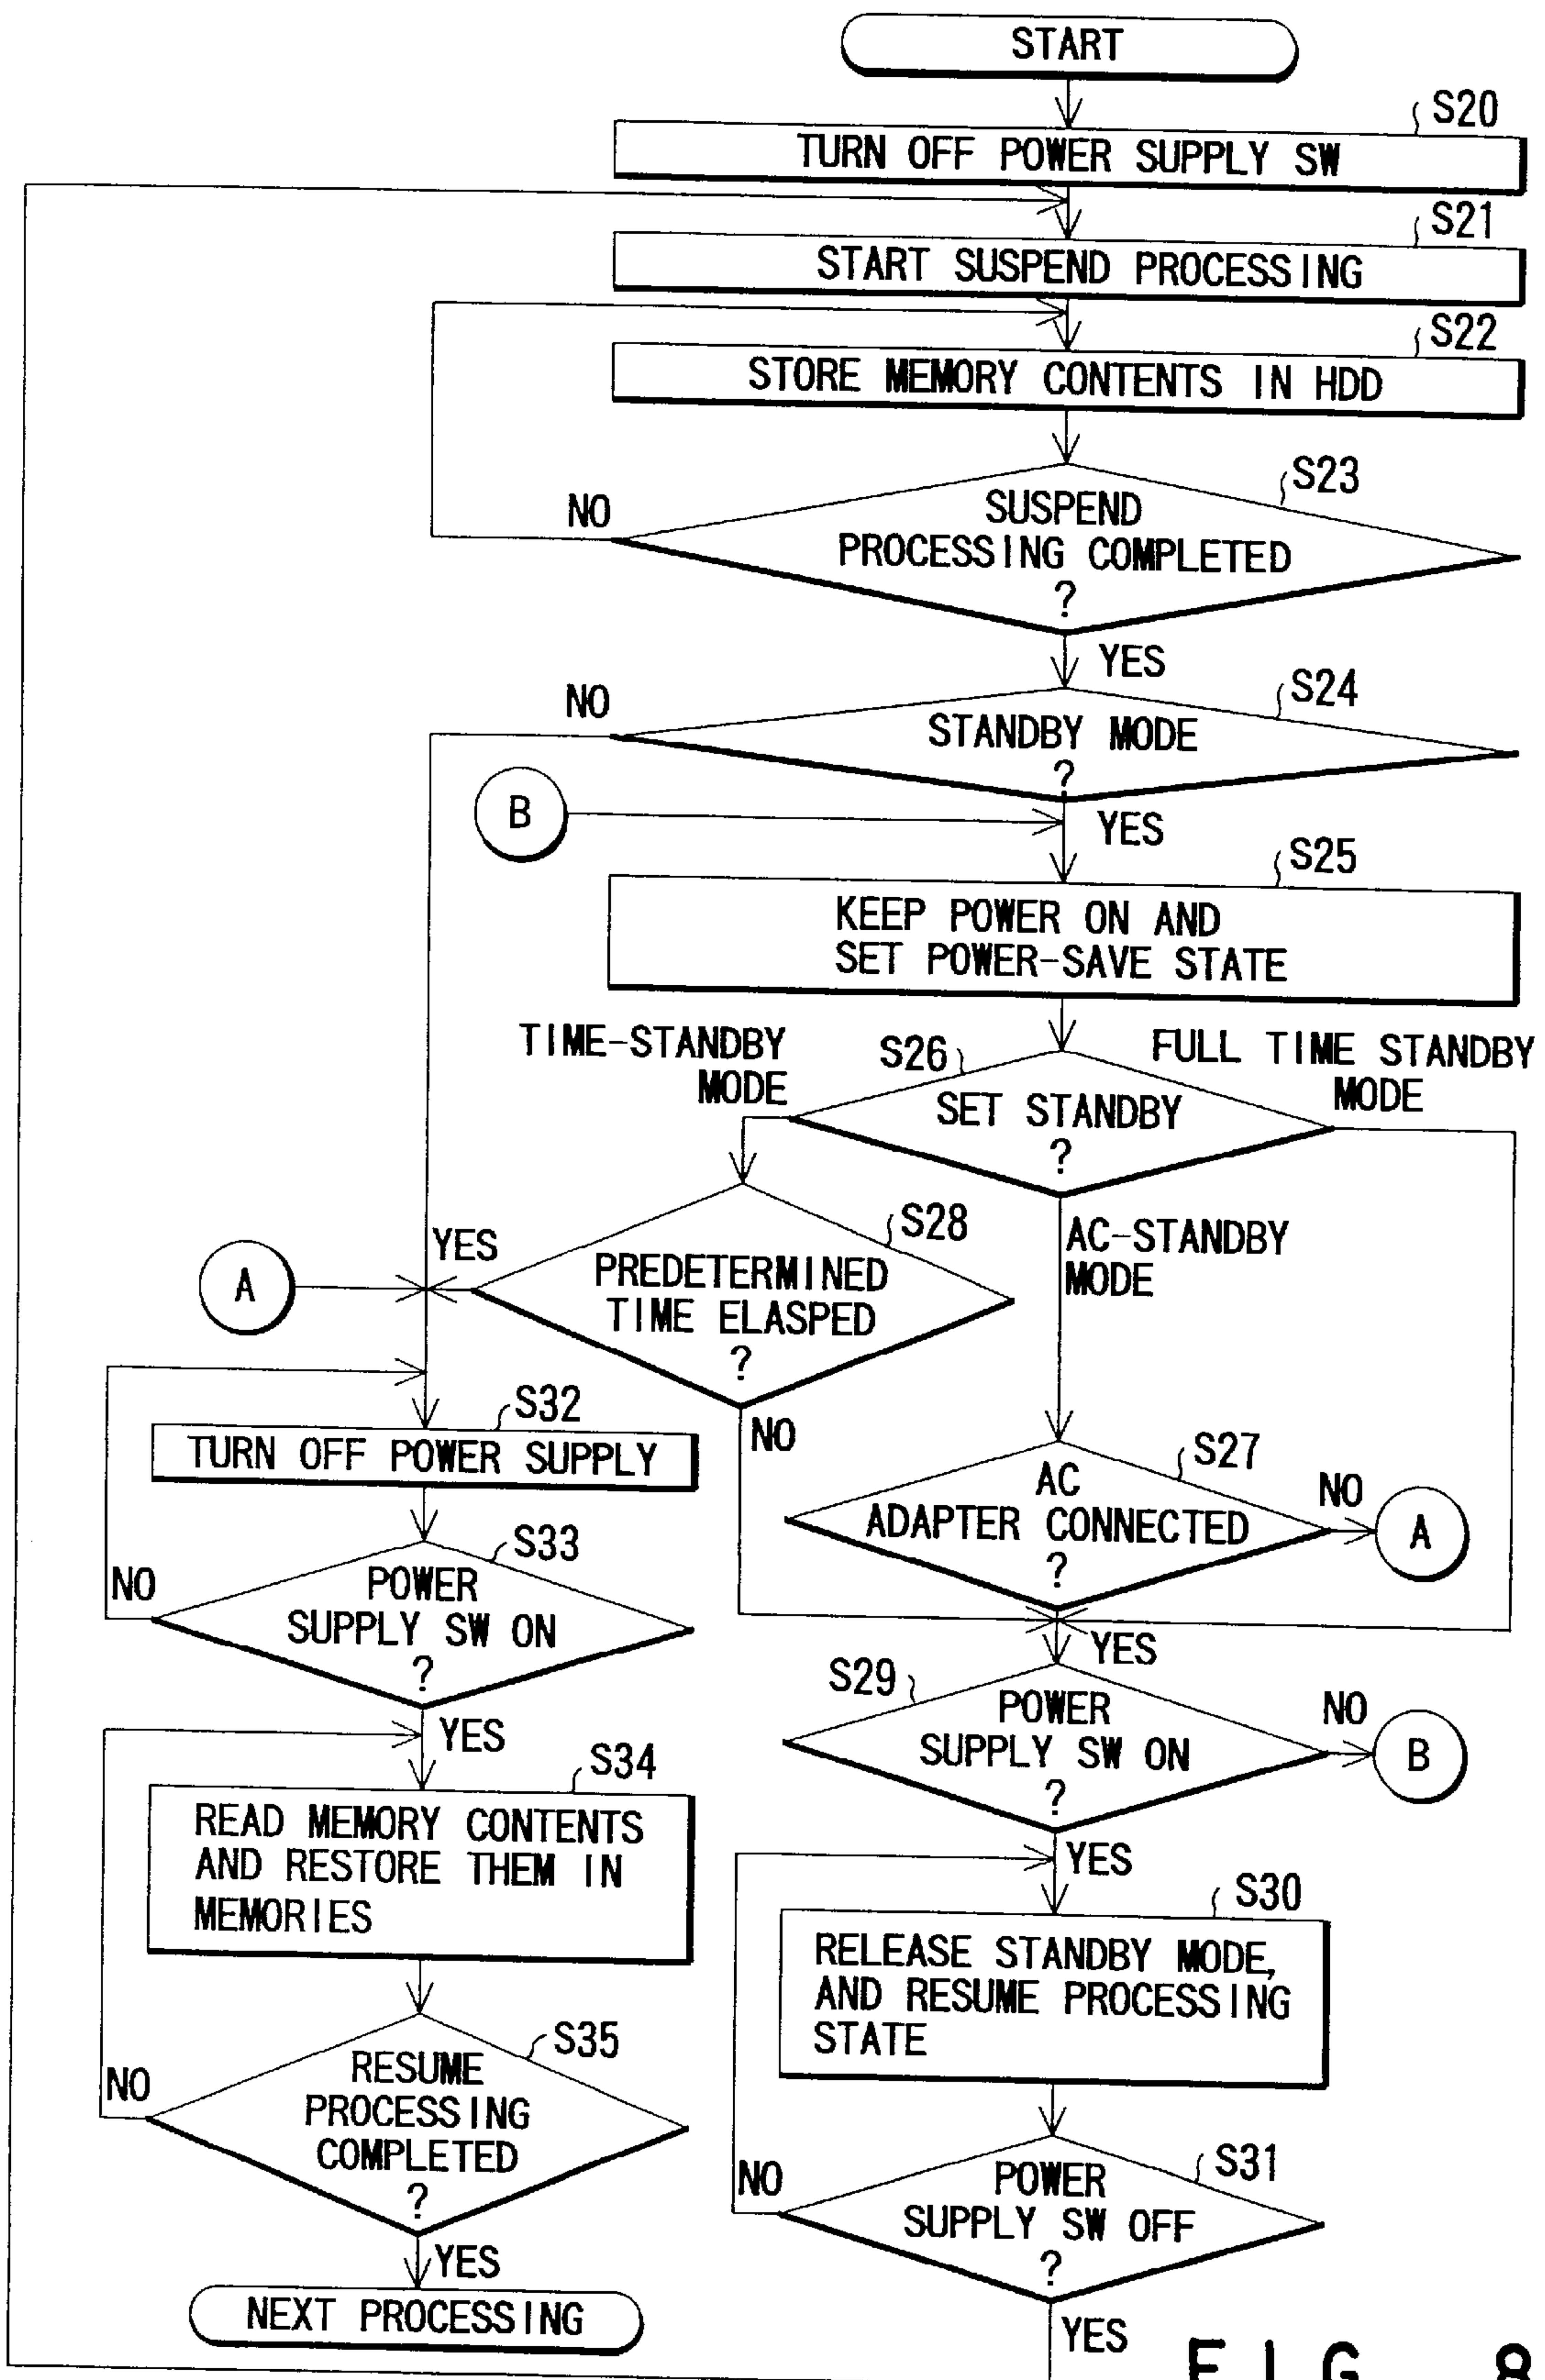 START
S20
TURN OFF POWER SUPPLY SW
S21
START SUSPEND PROCESSING
S22
STORE MEMORY CONTENTS IN HDD
S23
SUSPEND
PROCESSING COMPLETED
?
NO
YES
S24
STANDBY MODE
?
NO
YES
B
S25
KEEP POWER ON AND
SET POWER-SAVE STATE
S26
SET STANDBY
?
TIME-STANDBY
MODE
FULL TIME STANDBY
MODE
AC-STANDBY
MODE
S28
PREDETERMINED
TIME ELASPED
?
YES
NO
A
S27
AC
ADAPTER CONNECTED
?
NO
A
YES
S32
TURN OFF POWER SUPPLY
S33
POWER
SUPPLY SW ON
?
NO
YES
S29
POWER
SUPPLY SW ON
?
NO
B
YES
S34
READ MEMORY CONTENTS
AND RESTORE THEM IN
MEMORIES
S30
RELEASE STANDBY MODE,
AND RESUME PROCESSING
STATE
S35
RESUME
PROCESSING
COMPLETED
?
NO
YES
NEXT PROCESSING
S31
POWER
SUPPLY SW OFF
?
NO
YES
FIG. 8